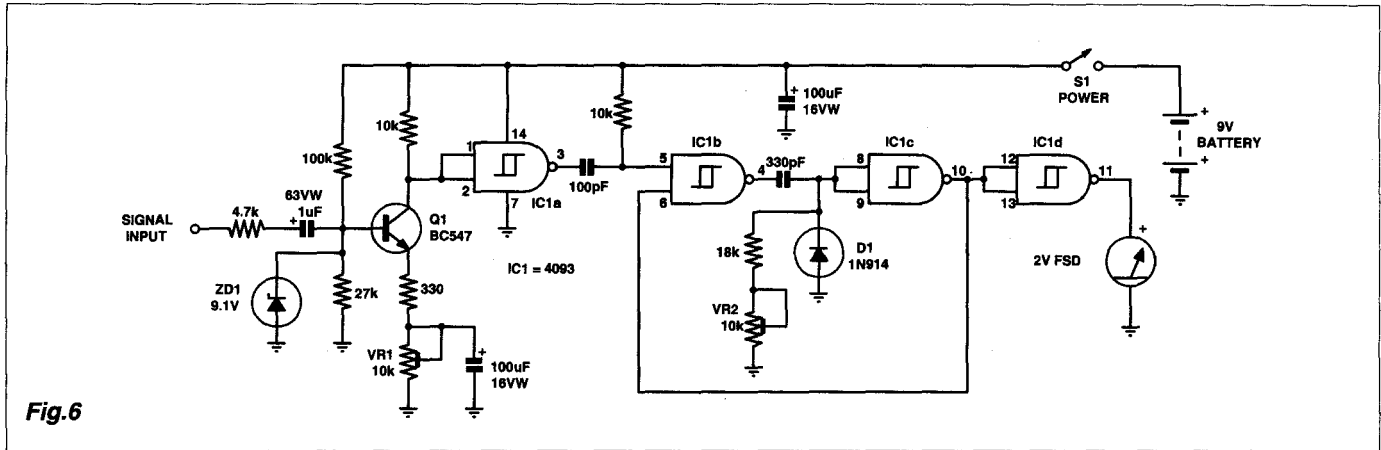 S1
POWER
+
100uF
16VW
+
9V
BATTERY
+
10k
10k
100k
14
1
2
3
7
IC1a
100pF
IC1b
5
6
4
330pF
IC1c
8
9
10
IC1d
12
13
11
63VW
1uF
+
SIGNAL
INPUT
4.7k
Q1
BC547
IC1 = 4093
ZD1
9.1V
27k
330
VR1
10k
+
100uF
16VW
18k
VR2
10k
D1
1N914
2V FSD
+
Fig.6